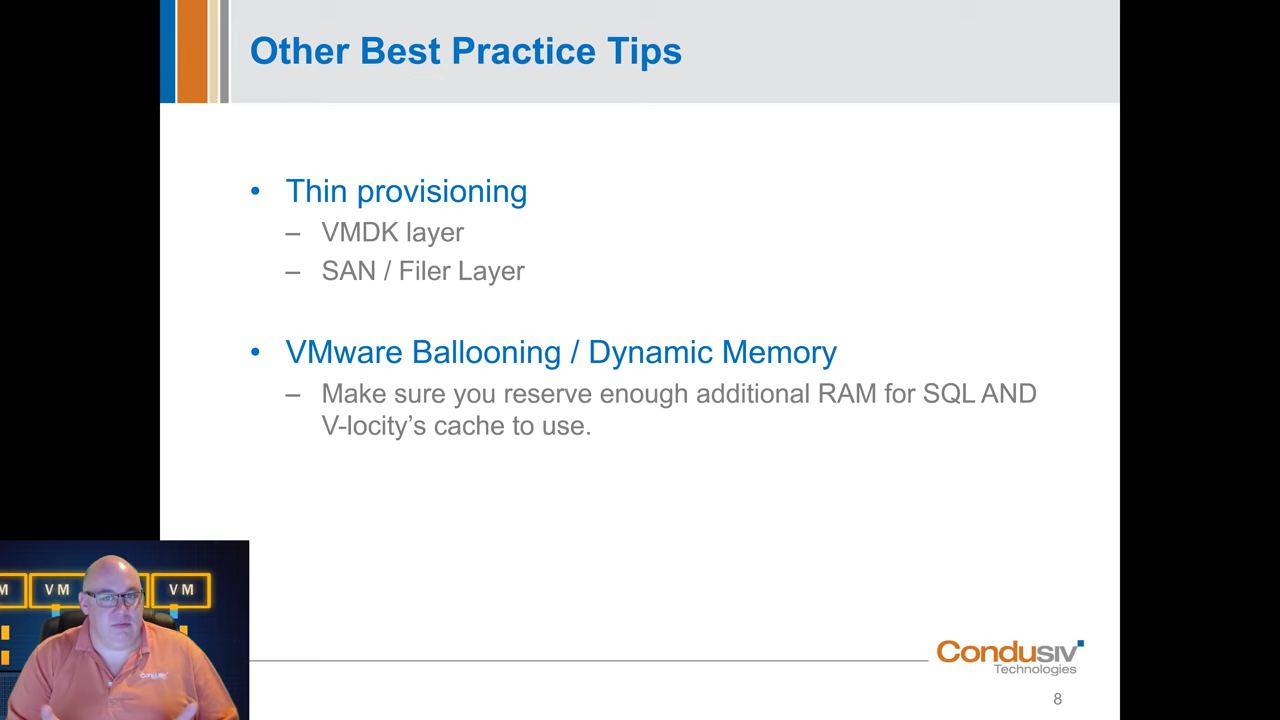 Other Best Practice Tips
• Thin provisioning
– VMDK layer
– SAN / Filer Layer
• VMware Ballooning / Dynamic Memory
– Make sure you reserve enough additional RAM for SQL AND
V-locity’s cache to use.
M
VM
VM
Condusiv
Condusiv
Technologies
8